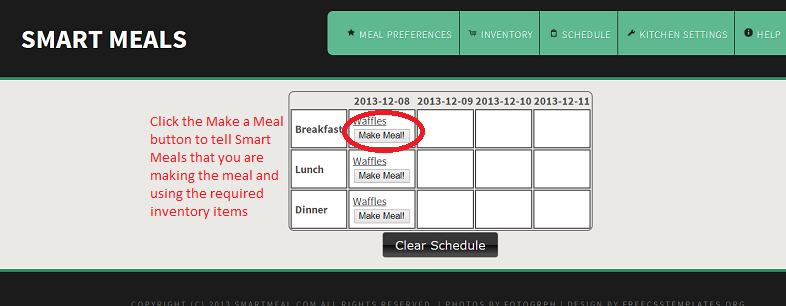 SMART MEALS
MEAL PREFERENCES INVENTORY SCHEDULE KITCHEN SETTINGS HELP
Click the Make a Meal
button to tell Smart
Meals that you are
making the meal and
using the required
inventory items
2013-12-08 2013-12-09 2013-12-10 2013-12-11
Breakfast
Waffles
Make Meal!
Lunch
Waffles
Make Meal!
Dinner
Waffles
Make Meal!
Clear Schedule
COPYRIGHT (C) 2013 SMARTMEAL.COM ALL RIGHTS RESERVED. | PHOTOS BY FOTOGRPH | DESIGN BY FREECSSTEMPLATES.ORG